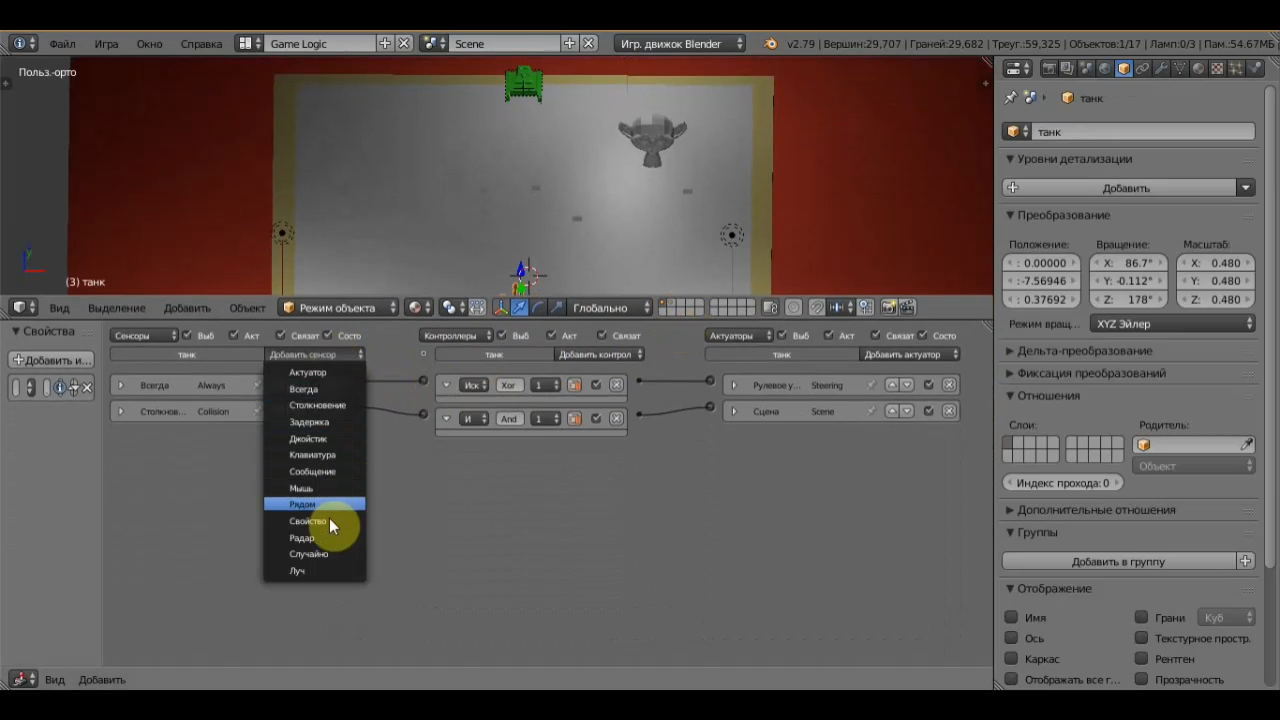 Файл Игра Окно Справка Game Logic Scene Игр. движок Blender v2.79 | Вершин:29,707 | Граней:29,682 | Треуг.:59,325 | Объектов:1/17 | Ламп:0/3 | Пам.:54.67МБ
Польз.-орто
(3) танк
Вид Выделение Добавить Объект Режим объекта Глобально
Свойства
Добавить и...
Сенсоры Выб Акт Связат Состо
танк Добавить сенсор
Всегда Always
Столкнов... Colision
Актуатор
Всегда
Столкновение
Задержка
Джойстик
Клавиатура
Сообщение
Мышь
Рядом
Свойство
Радар
Случайно
Луч
Контроллеры Выб Акт Связат
танк Добавить контрол
Иск Xor 1
И And 1
Актуаторы Выб Акт Связат Состо
танк Добавить актуатор
Рулевое у... Steering
Сцена Scene
Вид Добавить
танк
танк
Уровни детализации
Добавить
Преобразование
Положение: Вращение: Масштаб:
: 0.00000 X: 86.7° X: 0.480
: -7.56946 Y: -0.112° Y: 0.480
: 0.37692 Z: 178° Z: 0.480
Режим вращ... XYZ Эйлер
Дельта-преобразование
Фиксация преобразований
Отношения
Слои: Родитель:
Объект
Индекс прохода: 0
Дополнительные отношения
Группы
Добавить в группу
Отображение
Имя Грани Куб
Ось Текстурное простр.
Каркас Рентген
Отображать все г... Прозрачность